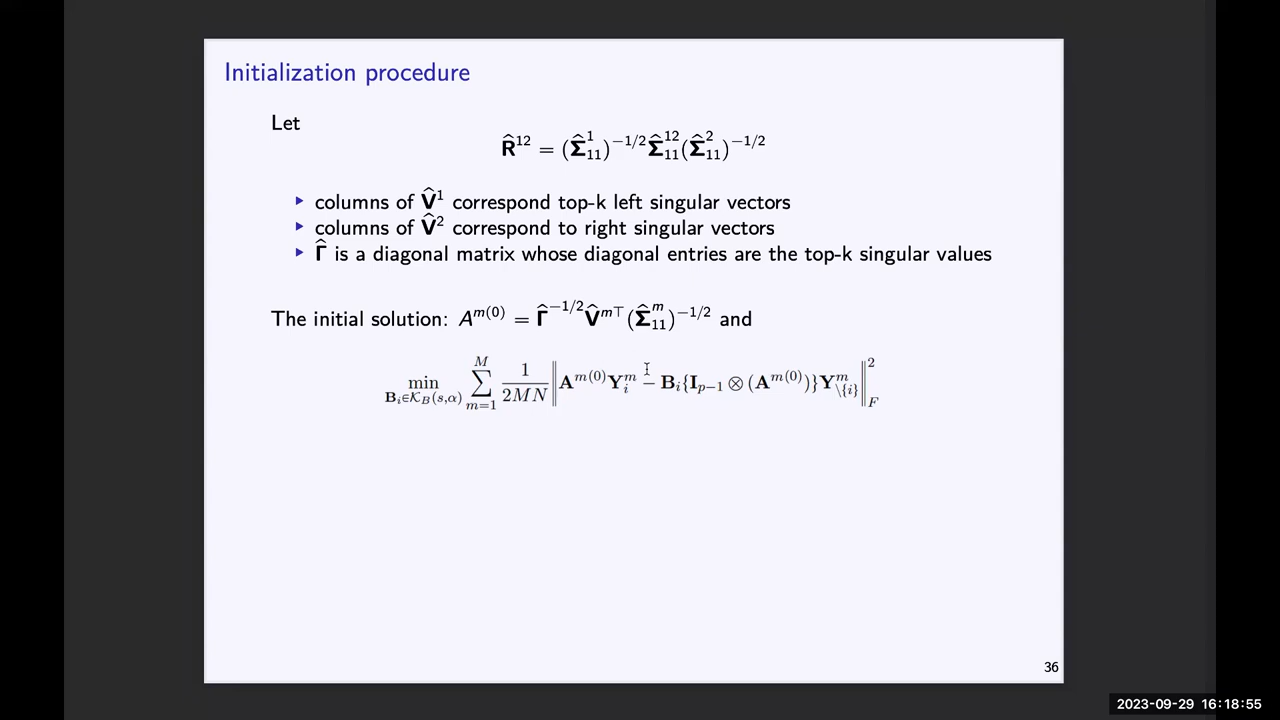 Initialization procedure
Let
R̂¹² = (Σ̂¹₁₁)^{−1/2} Σ̂¹²₁₁ (Σ̂²₁₁)^{−1/2}
▸ columns of V̂¹ correspond top-k left singular vectors
▸ columns of V̂² correspond to right singular vectors
▸ Γ̂ is a diagonal matrix whose diagonal entries are the top-k singular values
The initial solution: A^{m(0)} = Γ̂^{−1/2} V̂^{m⊤} (Σ̂^m₁₁)^{−1/2} and
min_{B_i∈K_B(s,α)} ∑_{m=1}^{M} 1/(2MN) ‖A^{m(0)}Y_i^m − B_i{I_{p−1} ⊗ (A^{m(0)})}Y^m_{\{i}}‖²_F
36
2023-09-29 16:18:55